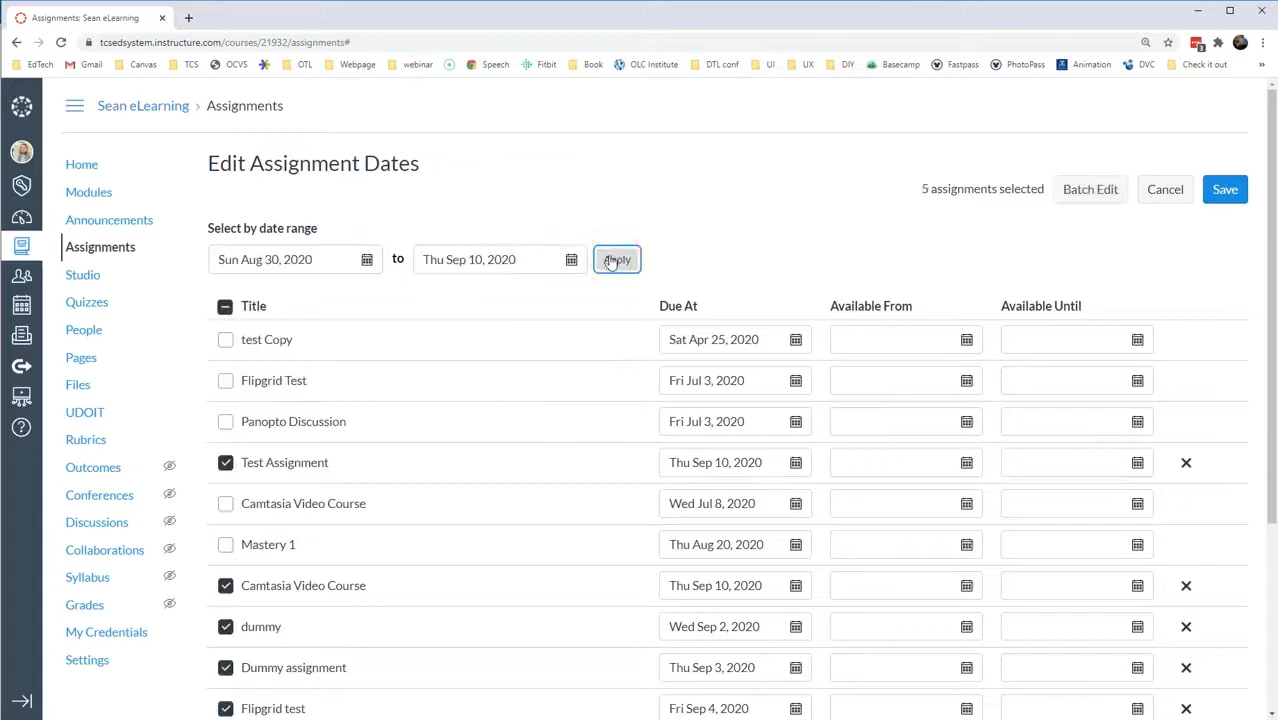 Assignments: Sean eLearning
tcsedsystem.instructure.com/courses/21932/assignments#
3
EdTech Gmail Canvas TCS OCVS OTL Webpage webinar Speech Fitbit Book OLC Institute DTL conf UI UX DIY Basecamp Fastpass PhotoPass Animation DVC Check it out »
Sean eLearning > Assignments
Home
Modules
Announcements
Assignments
Studio
Quizzes
People
Pages
Files
UDOIT
Rubrics
Outcomes
Conferences
Discussions
Collaborations
Syllabus
Grades
My Credentials
Settings
Edit Assignment Dates
5 assignments selected Batch Edit Cancel Save
Select by date range
Sun Aug 30, 2020 to Thu Sep 10, 2020 Apply
Title Due At Available From Available Until
test Copy Sat Apr 25, 2020
Flipgrid Test Fri Jul 3, 2020
Panopto Discussion Fri Jul 3, 2020
Test Assignment Thu Sep 10, 2020
Camtasia Video Course Wed Jul 8, 2020
Mastery 1 Thu Aug 20, 2020
Camtasia Video Course Thu Sep 10, 2020
dummy Wed Sep 2, 2020
Dummy assignment Thu Sep 3, 2020
Flipgrid test Fri Sep 4, 2020